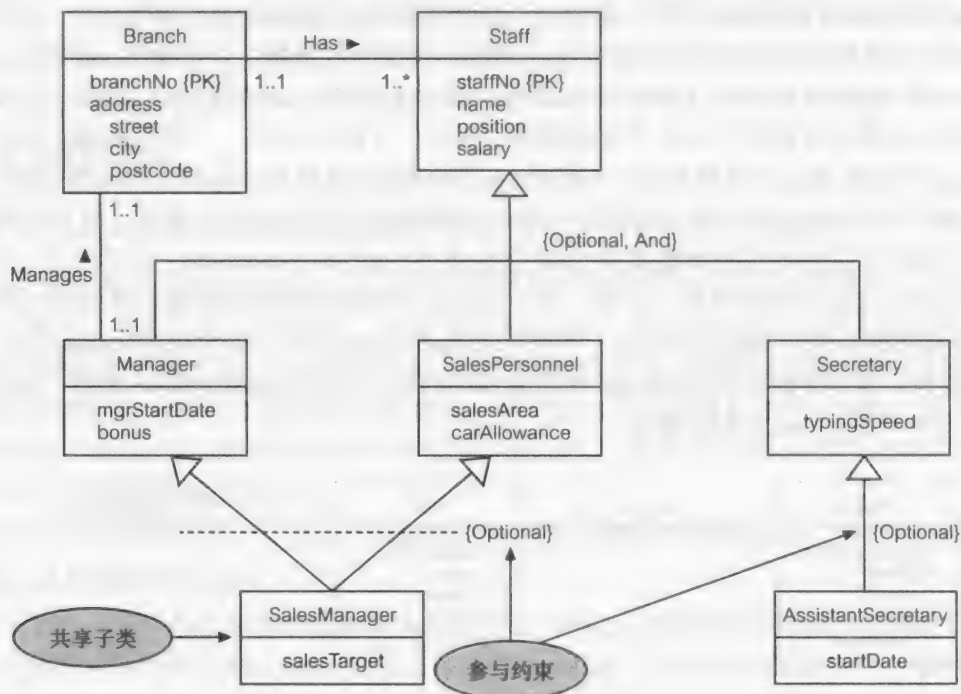 Branch
branchNo {PK}
address
street
city
postcode
Has ►
1..1
1..*
Staff
staffNo {PK}
name
position
salary
1..1
Manages ▲
1..1
{Optional, And}
Manager
mgrStartDate
bonus
SalesPersonnel
salesArea
carAllowance
Secretary
typingSpeed
{Optional}
{Optional}
共享子类
SalesManager
salesTarget
参与约束
AssistantSecretary
startDate